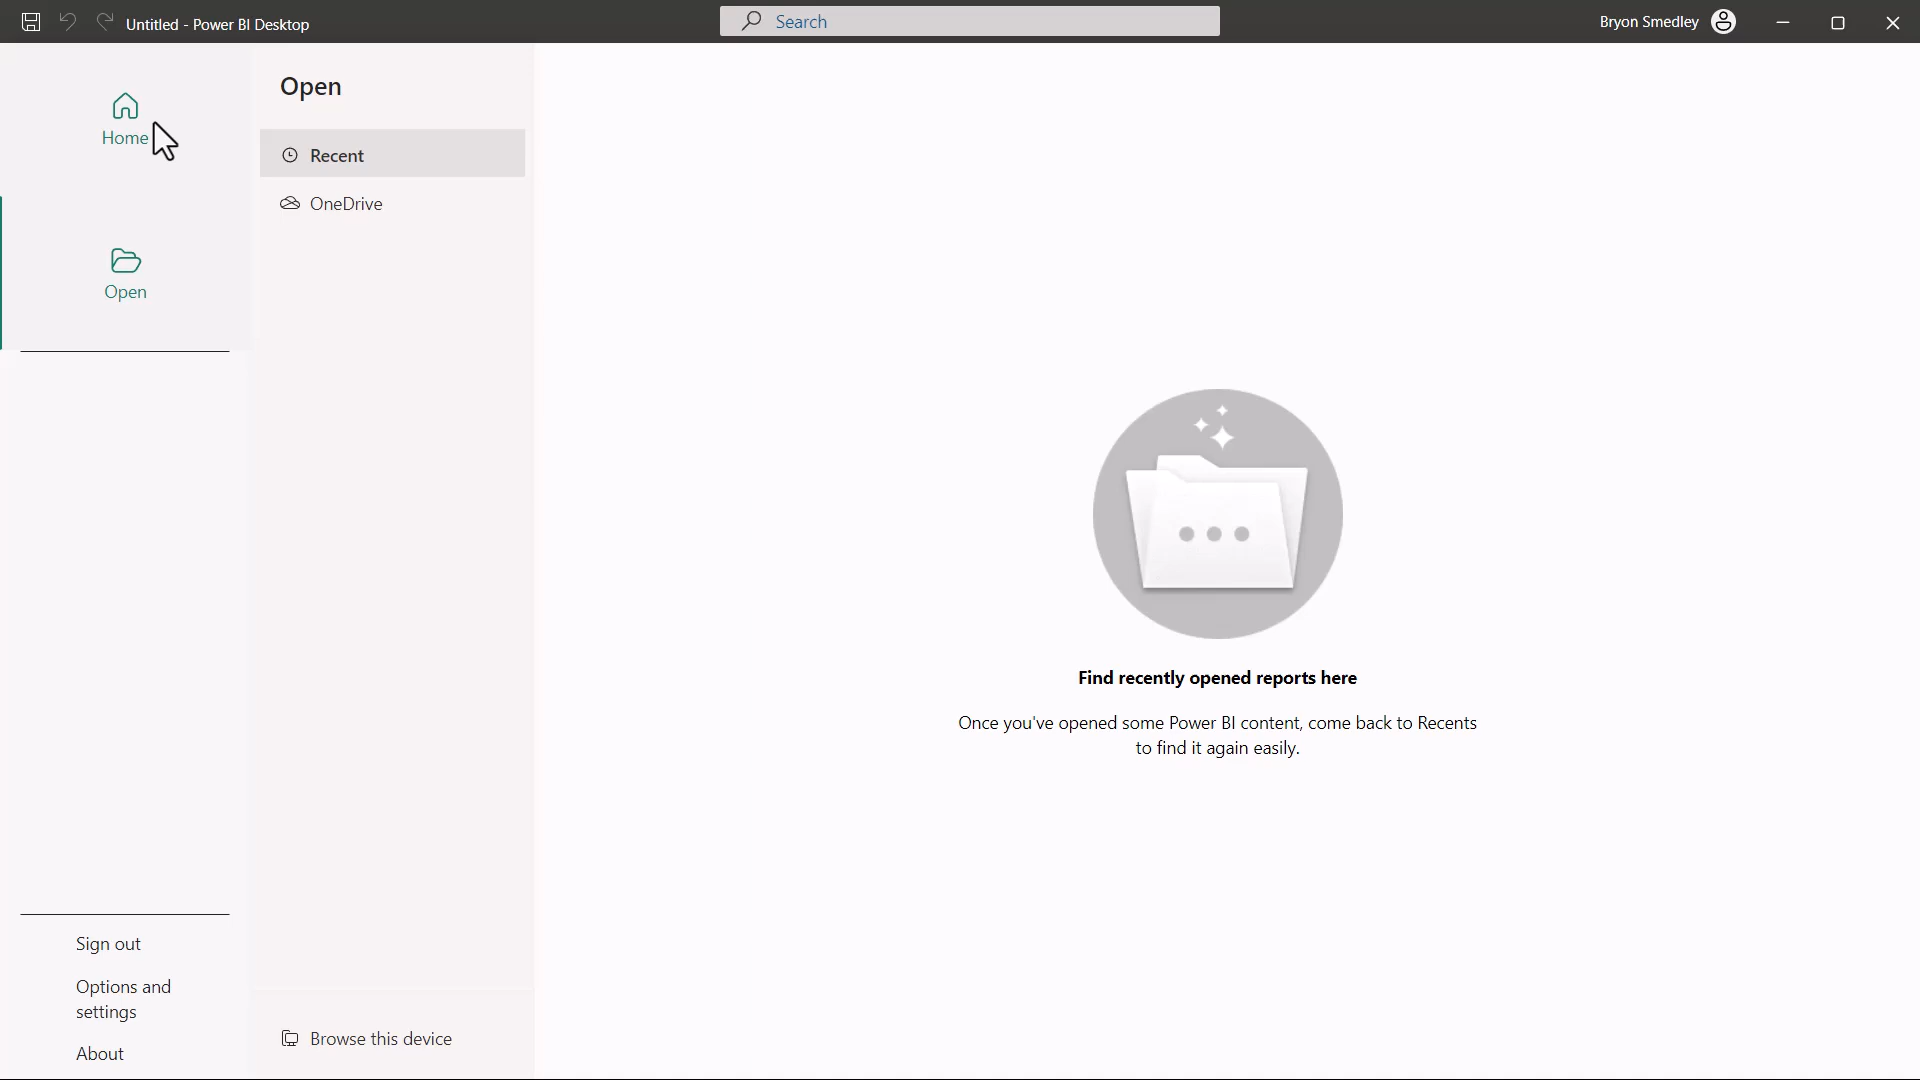 Untitled - Power BI Desktop
Search
Bryon Smedley
Home
Open
Sign out
Options and
settings
About
Open
Recent
OneDrive
Browse this device
Find recently opened reports here
Once you've opened some Power BI content, come back to Recents
to find it again easily.